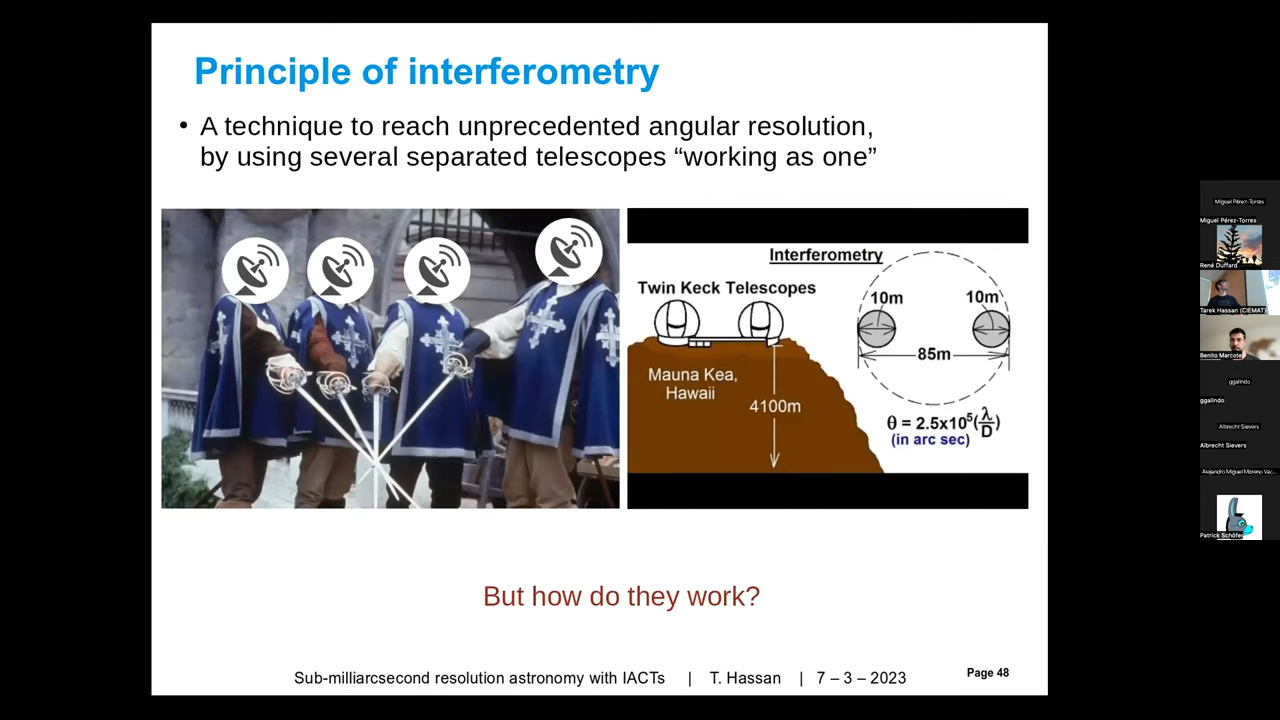 Principle of interferometry
• A technique to reach unprecedented angular resolution,
by using several separated telescopes “working as one”
Interferometry
Twin Keck Telescopes
10m
10m
85m
Mauna Kea,
Hawaii
4100m
θ = 2.5x10⁵(λ/D)
(in arc sec)
But how do they work?
Sub-milliarcsecond resolution astronomy with IACTs | T. Hassan | 7 – 3 – 2023
Page 48
Miguel Pérez-Torres
Miguel Pérez-Torres
René Duffard
Tarek Hassan (CIEMAT)
Benito Marcote
ggalindo
ggalindo
Albrecht Sievers
Albrecht Sievers
Alejandro Miguel Moreno Vac...
Patrick Schöfer